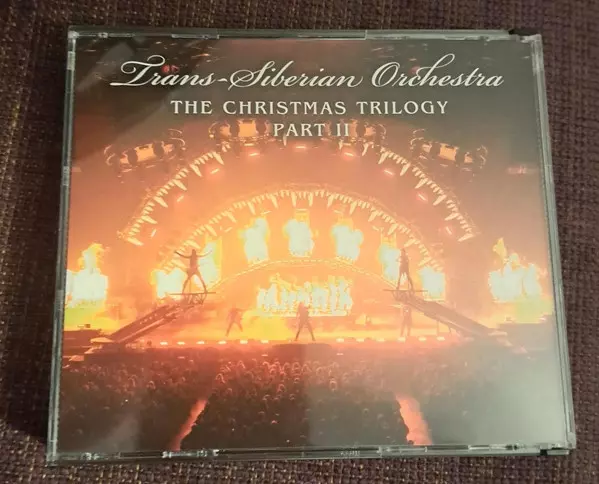 Trans-Siberian Orchestra
THE CHRISTMAS TRILOGY
PART II